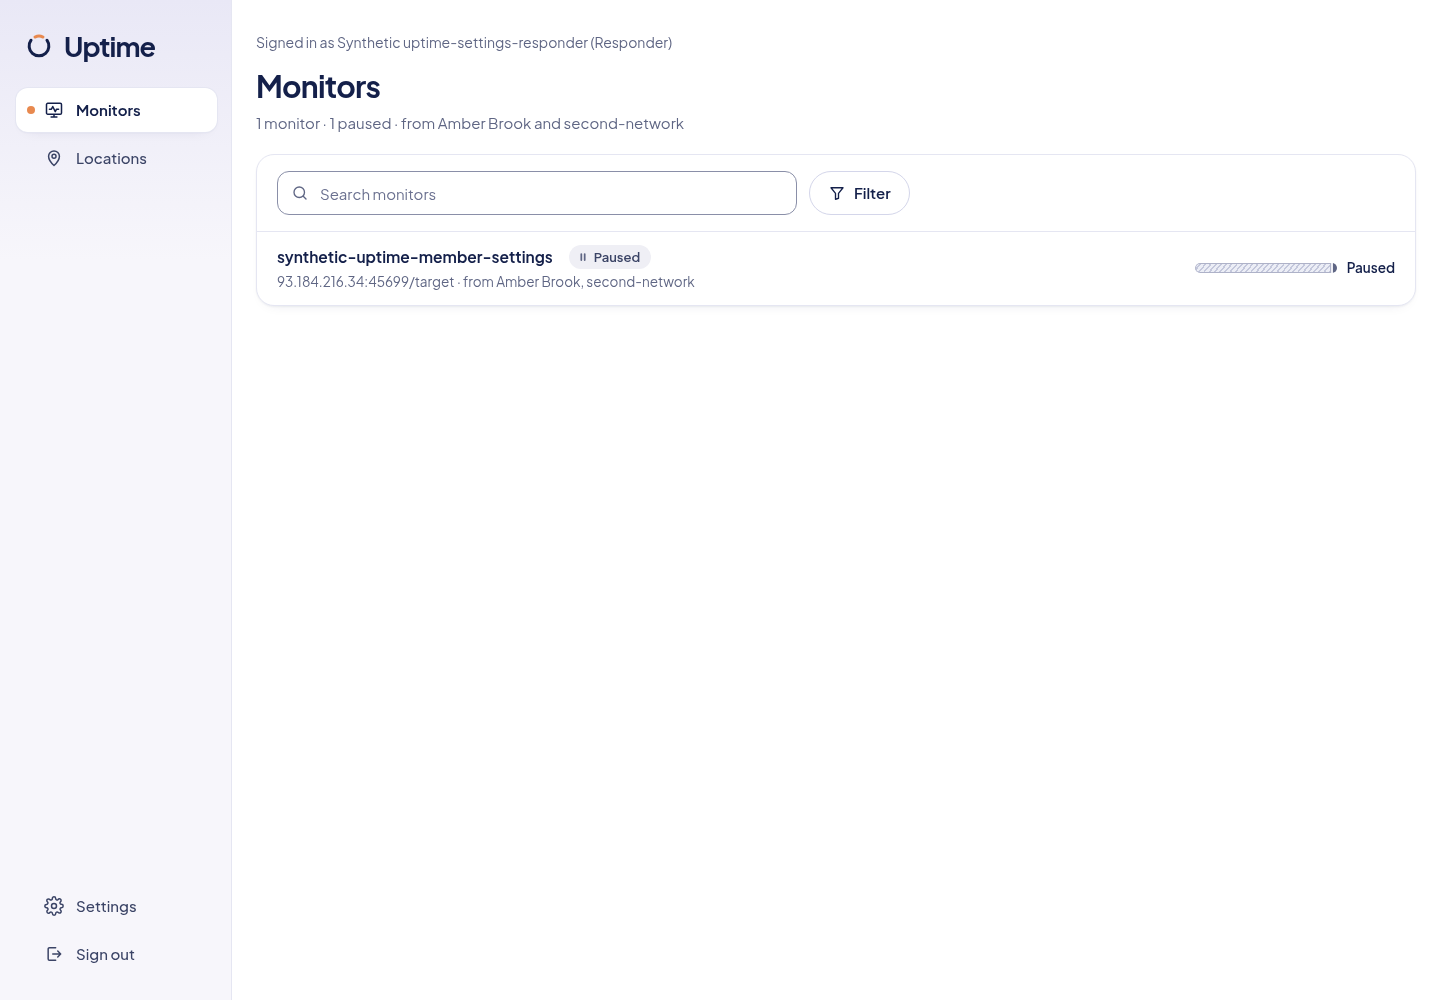 Uptime
Monitors
Locations
Settings
Sign out
Signed in as Synthetic uptime-settings-responder (Responder)
Monitors
1 monitor · 1 paused · from Amber Brook and second-network
Search monitors
Filter
synthetic-uptime-member-settings Paused
93.184.216.34:45699/target · from Amber Brook, second-network
Paused